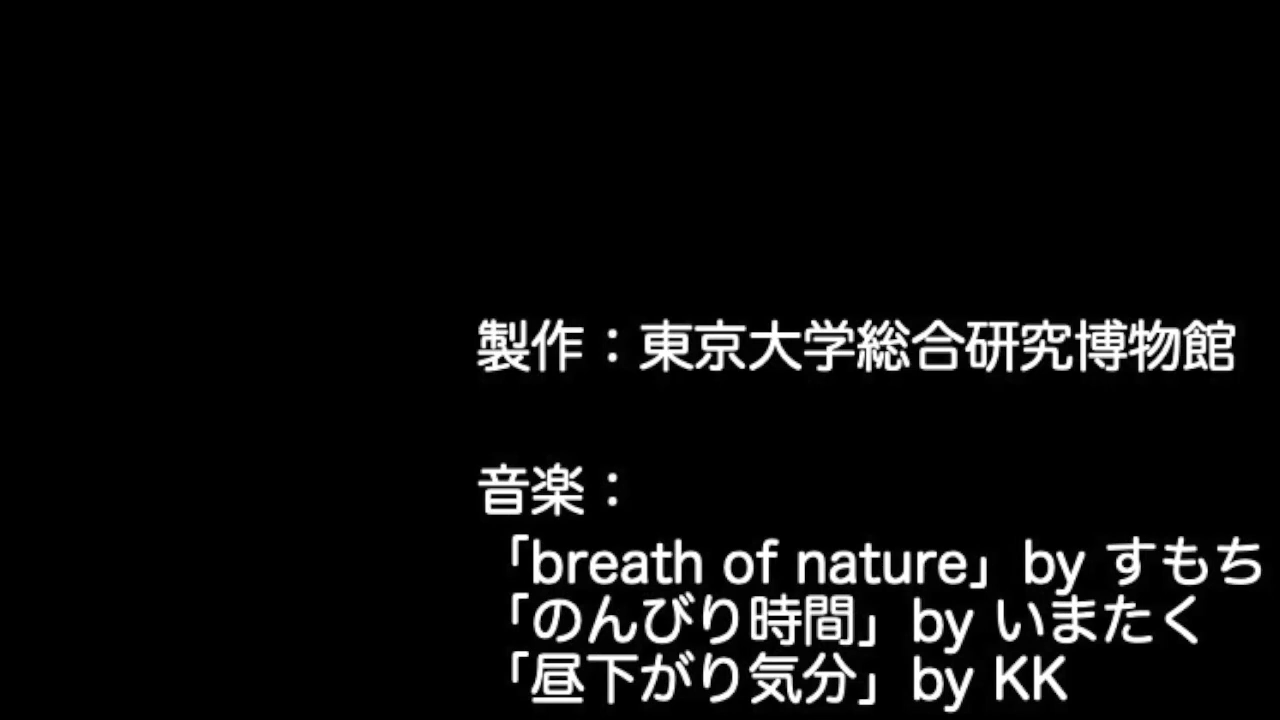 製作：東京大学総合研究博物館
音楽：
「breath of nature」by すもち
「のんびり時間」by いまたく
「昼下がり気分」by KK